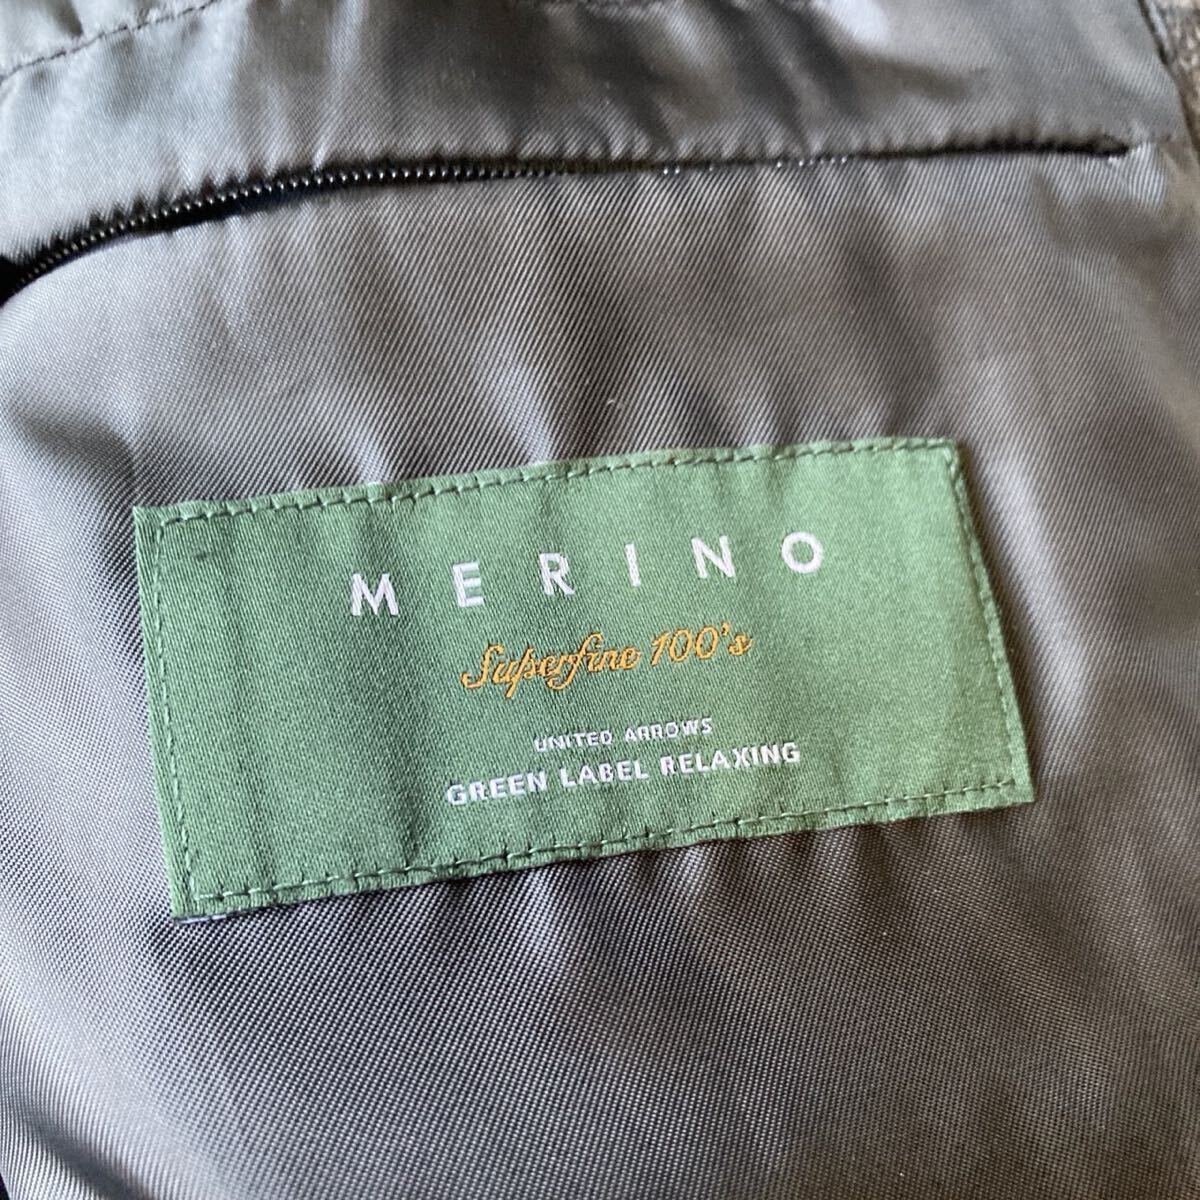 MERINO
Superfine 100's
UNITED ARROWS
GREEN LABEL RELAXING